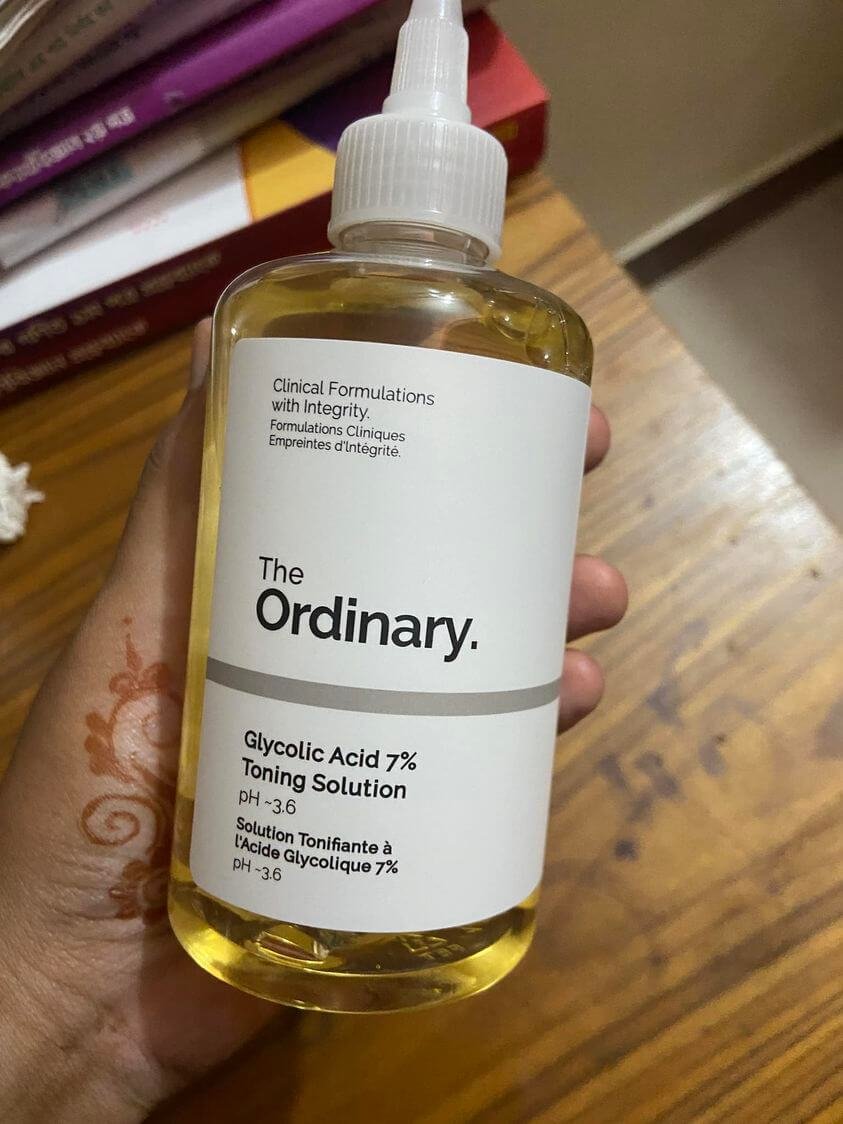 Clinical Formulations
with Integrity.
Formulations Cliniques
Empreintes d'Intégrité.
The
Ordinary.
Glycolic Acid 7%
Toning Solution
pH ~3.6
Solution Tonifiante à
l'Acide Glycolique 7%
pH ~3.6